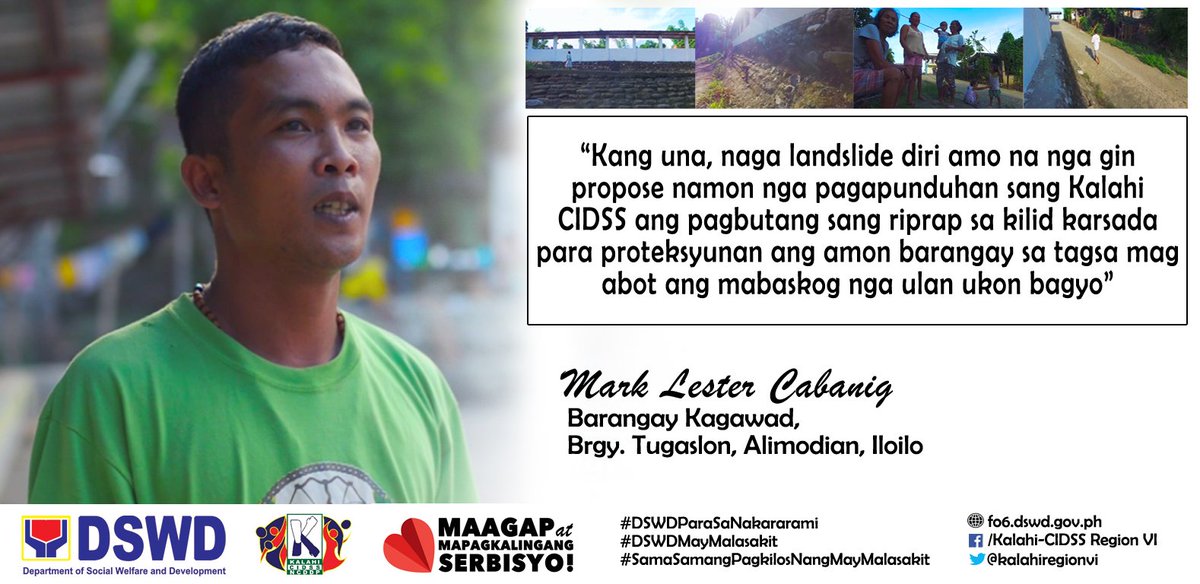 “Kang una, naga landslide diri amo na nga gin
propose namon nga pagapunduhan sang Kalahi
CIDSS ang pagbutang sang riprap sa kilid karsada
para proteksyunan ang amon barangay sa tagsa mag
abot ang mabaskog nga ulan ukon bagyo”
Mark Lester Cabanig
Barangay Kagawad,
Brgy. Tugaslon, Alimodian, Iloilo
DSWD
Department of Social Welfare and Development
K
KALAHI
CIDSS
NCDDP
MAAGAP at
MAPAGKALINGANG
SERBISYO!
#DSWDParaSaNakararami
#DSWDMayMalasakit
#SamaSamangPagkilosNangMayMalasakit
fo6.dswd.gov.ph
/Kalahi-CIDSS Region VI
@kalahiregionvi